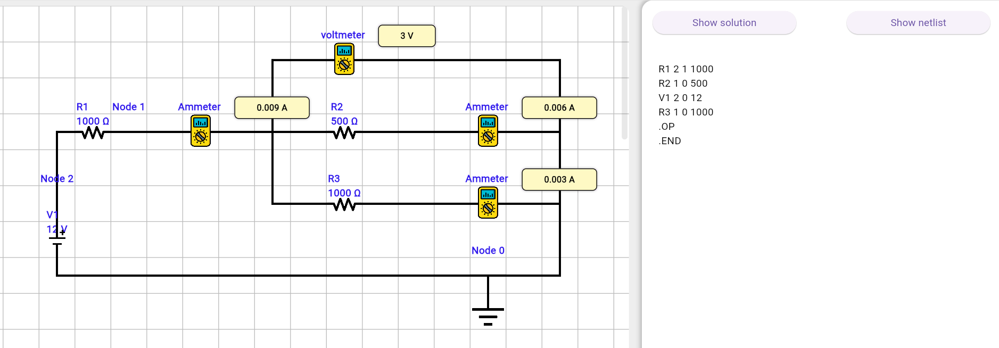 Show solution
Show netlist
voltmeter
3 V
R1
1000 Ω
Node 1
Ammeter
0.009 A
R2
500 Ω
Ammeter
0.006 A
Node 2
R3
1000 Ω
Ammeter
0.003 A
V1
12 V
+
Node 0
R1 2 1 1000
R2 1 0 500
V1 2 0 12
R3 1 0 1000
.OP
.END